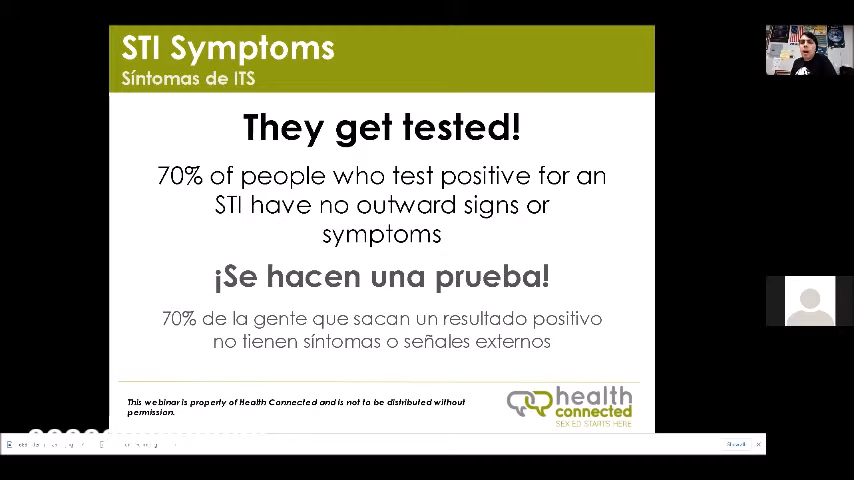 STI Symptoms
Síntomas de ITS
They get tested!
70% of people who test positive for an
STI have no outward signs or
symptoms
¡Se hacen una prueba!
70% de la gente que sacan un resultado positivo
no tienen síntomas o señales externos
This webinar is property of Health Connected and is not to be distributed without
permission.
health
connected
SEX ED STARTS HERE